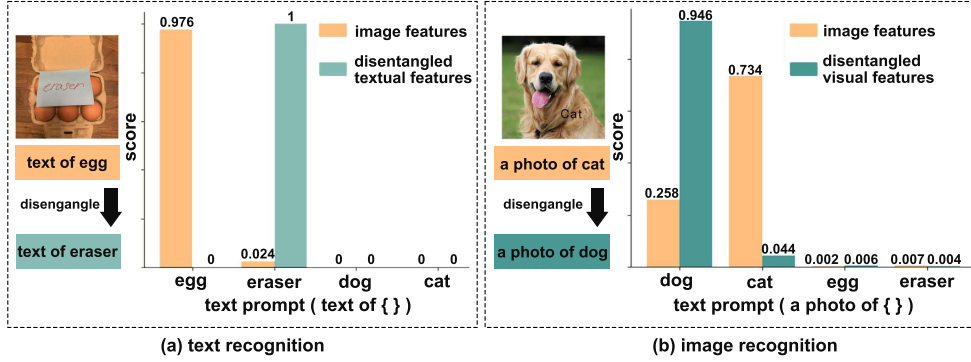 0.976
1
image features
disentangled
textual features
eraser
score
text of egg
disengangle
text of eraser
0
0.024
0 0
0 0
egg eraser dog cat
text prompt ( text of { } )
(a) text recognition
0.946
image features
disentangled
visual features
0.734
Cat
score
a photo of cat
0.258
disengangle
a photo of dog
0.044
0.002 0.006
0.007 0.004
dog cat egg eraser
text prompt ( a photo of { } )
(b) image recognition